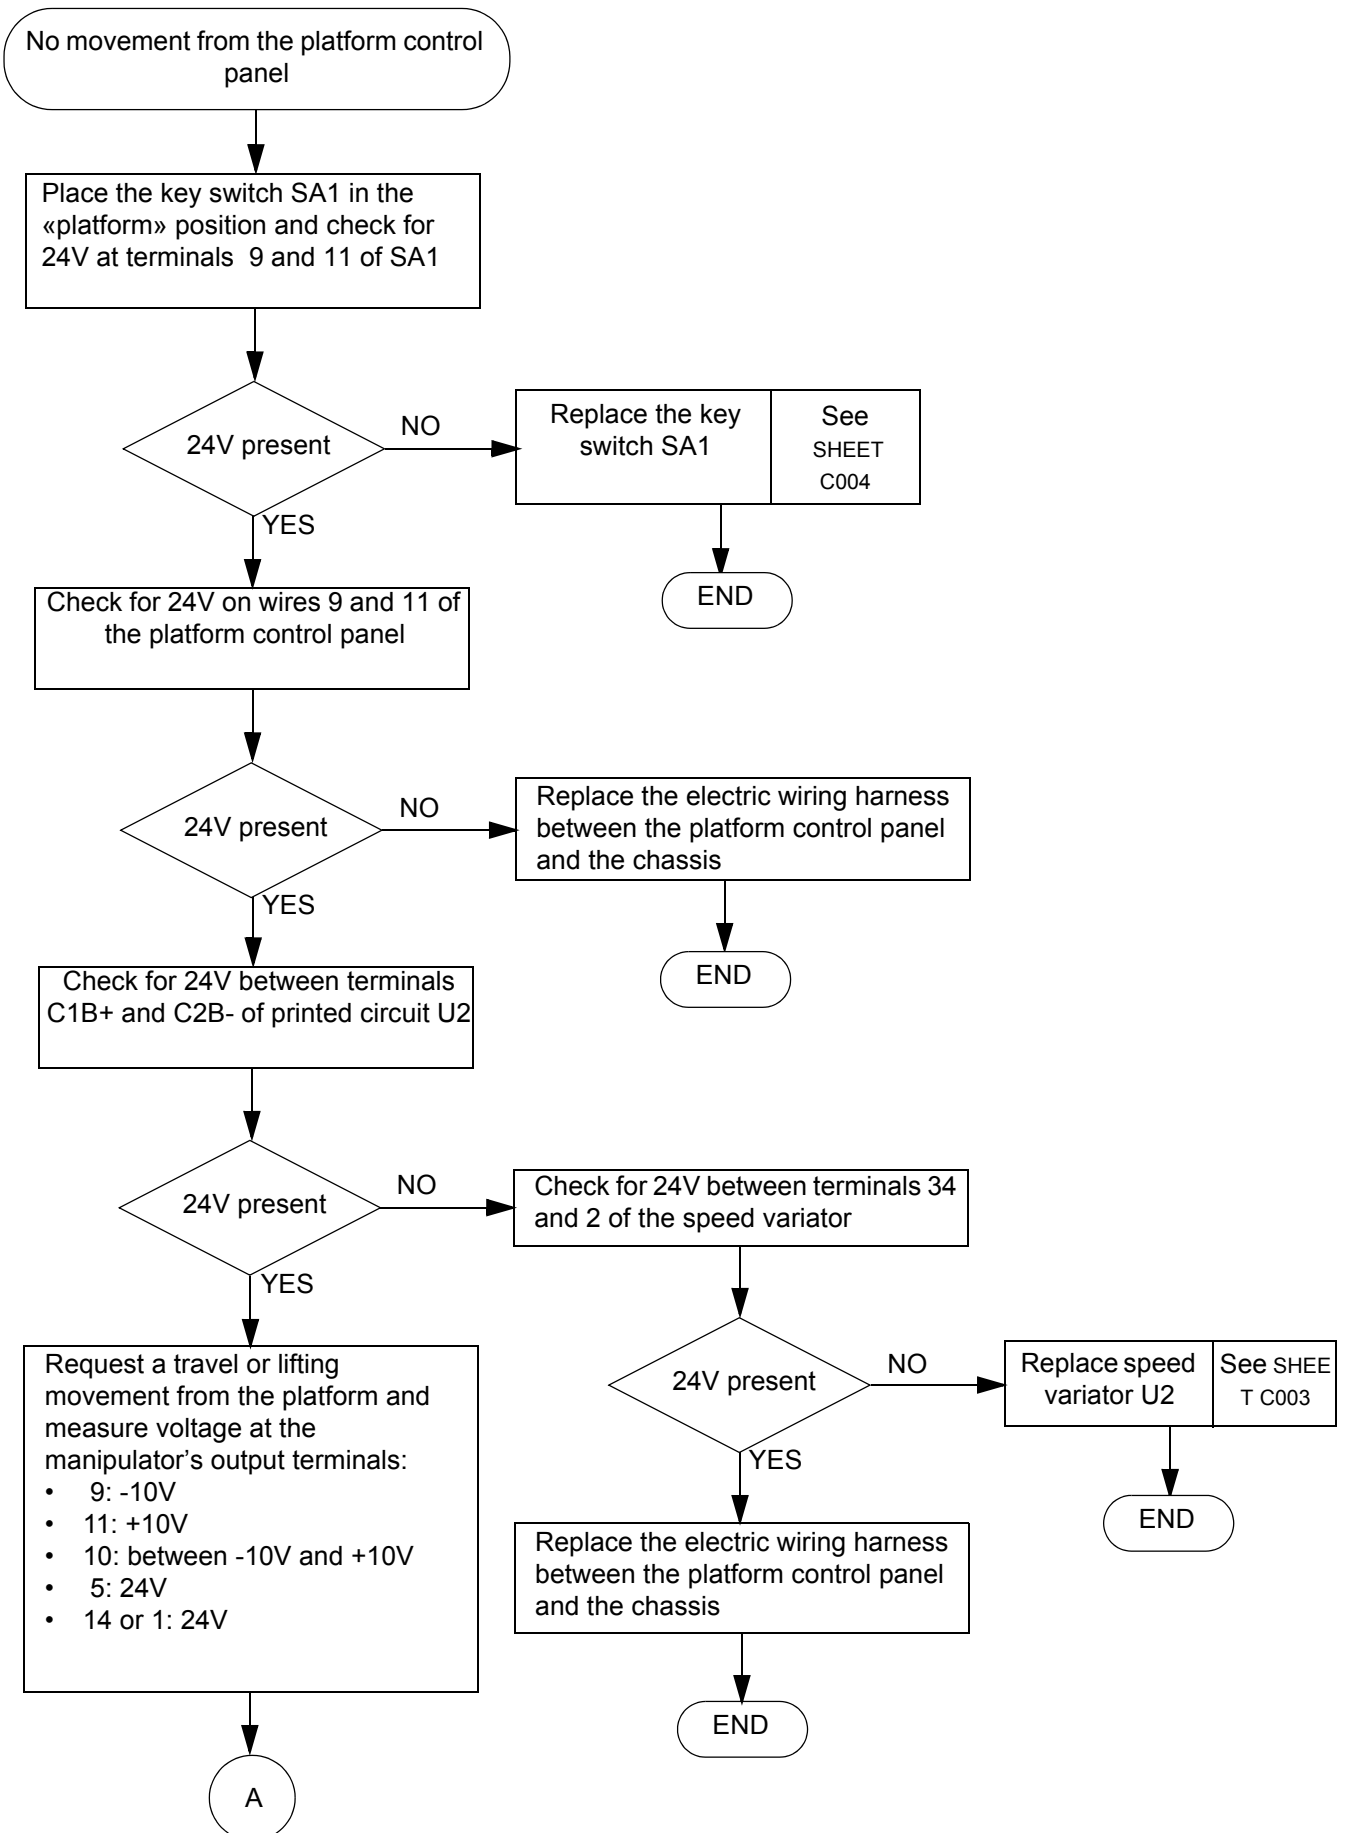 No movement from the platform control
panel
Place the key switch SA1 in the
«platform» position and check for
24V at terminals  9 and 11 of SA1
24V present
NO
Replace the key
switch SA1
See
SHEET
C004
YES
END
Check for 24V on wires 9 and 11 of
the platform control panel
24V present
NO
Replace the electric wiring harness
between the platform control panel
and the chassis
YES
END
Check for 24V between terminals
C1B+ and C2B- of printed circuit U2
24V present
NO
Check for 24V between terminals 34
and 2 of the speed variator
YES
24V present
NO
Replace speed
variator U2
See SHEE
T C003
YES
END
Request a travel or lifting
movement from the platform and
measure voltage at the
manipulator’s output terminals:
•   9: -10V
•   11: +10V
•   10: between -10V and +10V
•   5: 24V
•   14 or 1: 24V
Replace the electric wiring harness
between the platform control panel
and the chassis
END
A